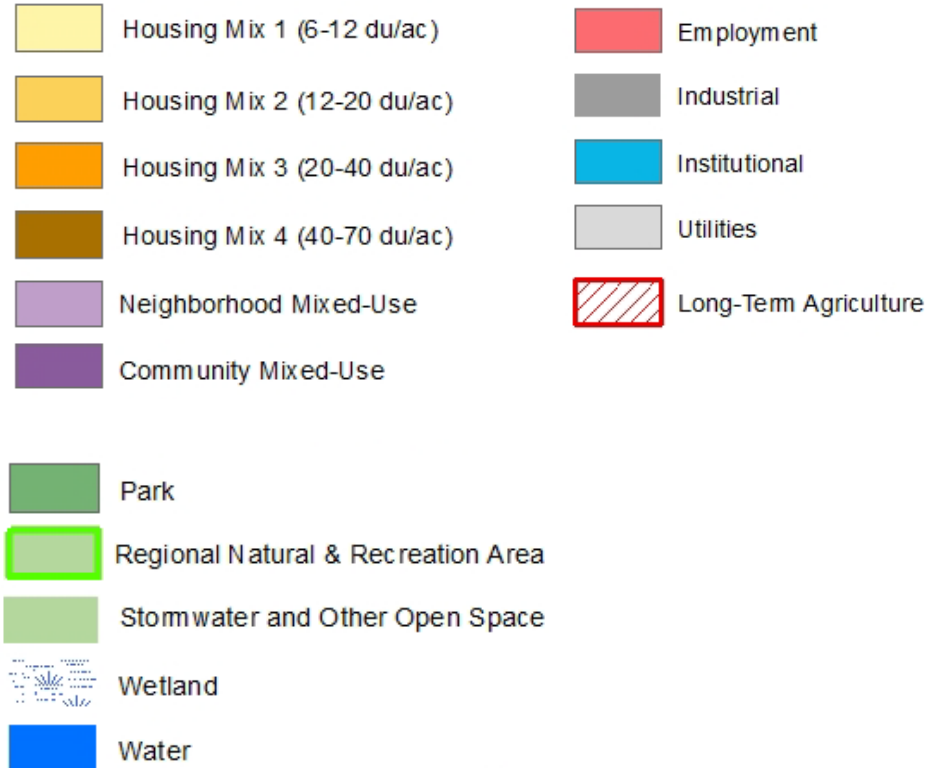 Housing Mix 1 (6-12 du/ac)
Housing Mix 2 (12-20 du/ac)
Housing Mix 3 (20-40 du/ac)
Housing Mix 4 (40-70 du/ac)
Neighborhood Mixed-Use
Community Mixed-Use
Employment
Industrial
Institutional
Utilities
Long-Term Agriculture
Park
Regional Natural & Recreation Area
Stormwater and Other Open Space
Wetland
Water